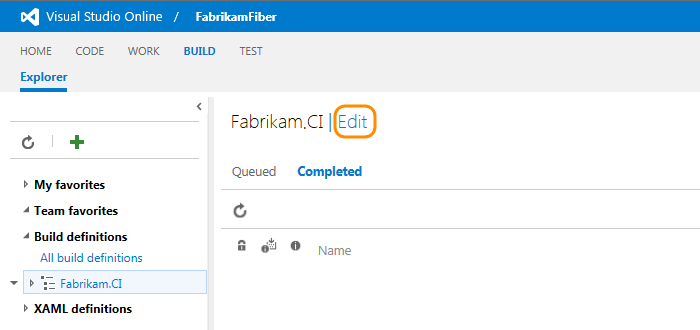 Visual Studio Online / FabrikamFiber
HOME CODE WORK BUILD TEST
Explorer
Fabrikam.CI | Edit
Queued Completed
My favorites
Team favorites
Build definitions
All build definitions
Fabrikam.CI
XAML definitions
Name